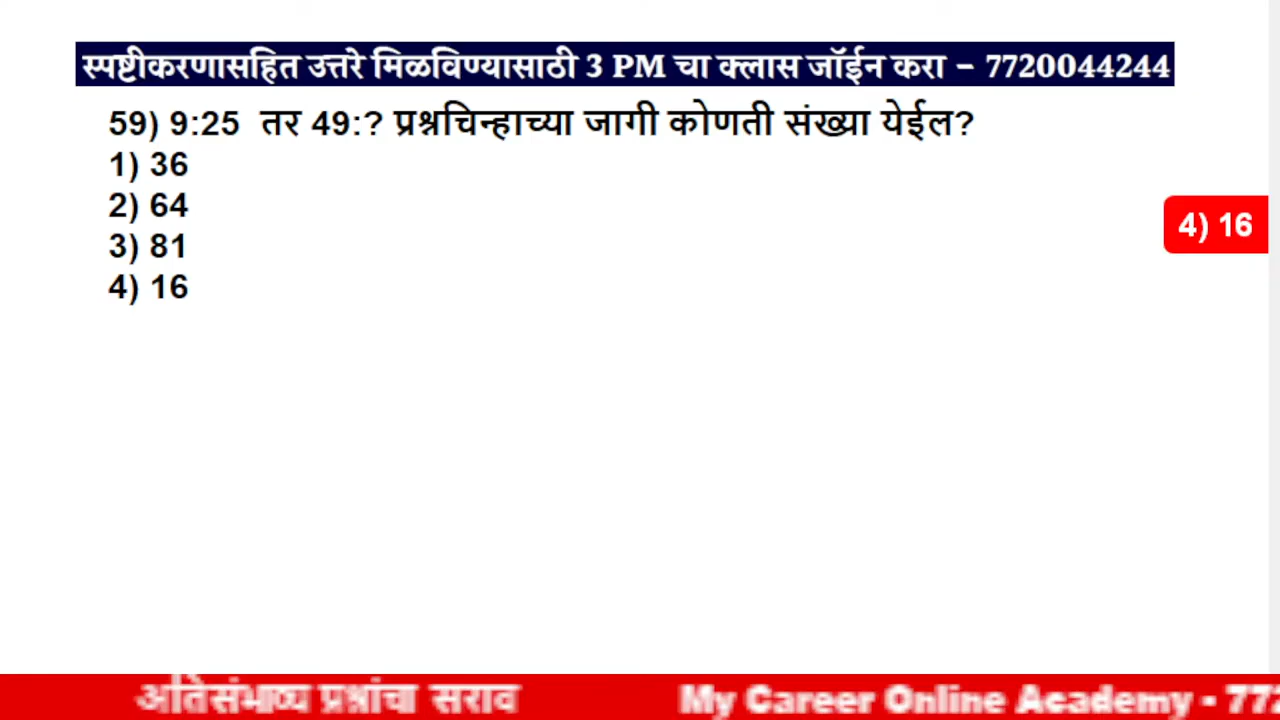 स्पष्टीकरणासहित उत्तरे मिळविण्यासाठी 3 PM चा क्लास जॉईन करा – 7720044244
59) 9:25 तर 49:? प्रश्नचिन्हाच्या जागी कोणती संख्या येईल?
1) 36
2) 64
3) 81
4) 16
4) 16
अतिसंभाव्य प्रश्नांचा सराव My Career Online Academy - 772